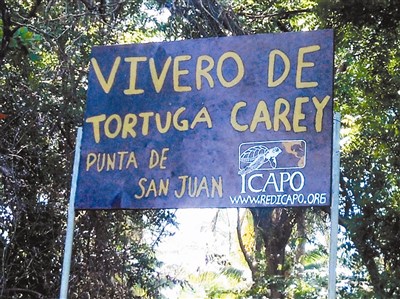 VIVERO DE
TORTUGA CAREY
PUNTA DE
SAN JUAN
ICAPO
WWW.REDICAPO.ORG